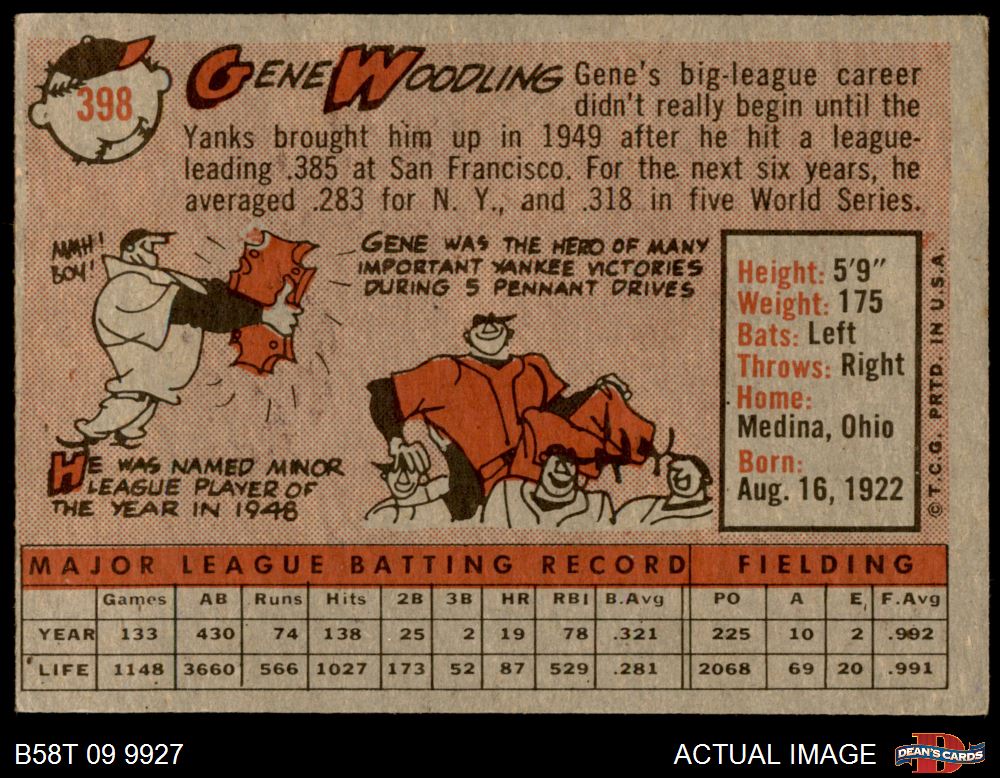 398
GENE WOODLING
Gene's big-league career
didn't really begin until the
Yanks brought him up in 1949 after he hit a league-
leading .385 at San Francisco. For the next six years, he
averaged .283 for N. Y., and .318 in five World Series.
AHH!
BOY!
HE WAS NAMED MINOR
LEAGUE PLAYER OF
THE YEAR IN 1948
GENE WAS THE HERO OF MANY
IMPORTANT YANKEE VICTORIES
DURING 5 PENNANT DRIVES
Height: 5'9"
Weight: 175
Bats: Left
Throws: Right
Home:
Medina, Ohio
Born:
Aug. 16, 1922
© T.C.G. PRTD. IN U.S.A.
MAJOR LEAGUE BATTING RECORD FIELDING
Games AB Runs Hits 2B 3B HR RBI B.Avg PO A E, F.Avg
YEAR 133 430 74 138 25 2 19 78 .321 225 10 2 .992
LIFE 1148 3660 566 1027 173 52 87 529 .281 2068 69 20 .991
B58T 09 9927
ACTUAL IMAGE
D
DEAN'S CARDS